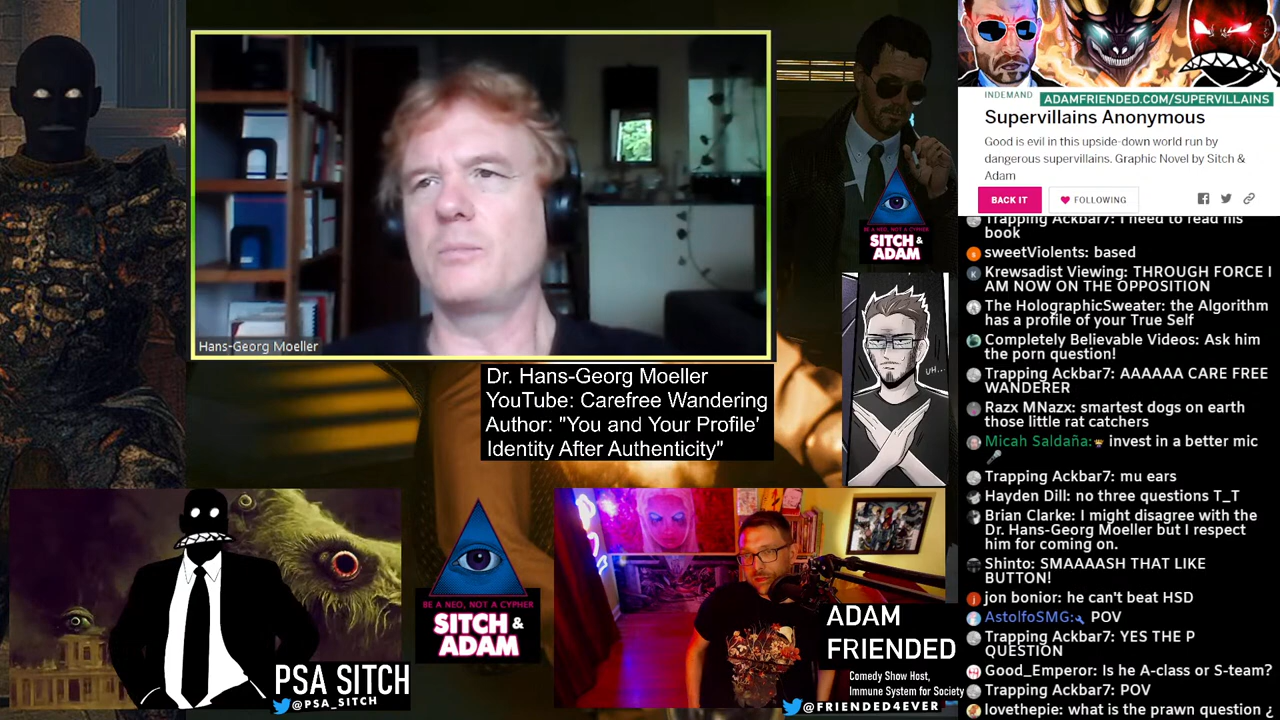 Hans-Georg Moeller
Dr. Hans-Georg Moeller
YouTube: Carefree Wandering
Author: "You and Your Profile'
Identity After Authenticity"
BE A NEO, NOT A CYPHER
SITCH &
ADAM
UH...
PSA SITCH
@PSA_SITCH
BE A NEO, NOT A CYPHER
SITCH &
ADAM
ADAM
FRIENDED
Comedy Show Host,
Immune System for Society
@FRIENDED4EVER
INDEMAND
ADAMFRIENDED.COM/SUPERVILLAINS
Supervillains Anonymous
Good is evil in this upside-down world run by
dangerous supervillains. Graphic Novel by Sitch &
Adam
BACK IT
FOLLOWING
Trapping Ackbar7: I need to read his
book
sweetViolents: based
Krewsadist Viewing: THROUGH FORCE I
AM NOW ON THE OPPOSITION
The HolographicSweater: the Algorithm
has a profile of your True Self
Completely Believable Videos: Ask him
the porn question!
Trapping Ackbar7: AAAAAA CARE FREE
WANDERER
Razx MNazx: smartest dogs on earth
those little rat catchers
Micah Saldaña: invest in a better mic
Trapping Ackbar7: mu ears
Hayden Dill: no three questions T_T
Brian Clarke: I might disagree with the
Dr. Hans-Georg Moeller but I respect
him for coming on.
Shinto: SMAAAASH THAT LIKE
BUTTON!
jon bonior: he can't beat HSD
AstolfoSMG: POV
Trapping Ackbar7: YES THE P
QUESTION
Good_Emperor: Is he A-class or S-team?
Trapping Ackbar7: POV
lovethepie: what is the prawn question ¿